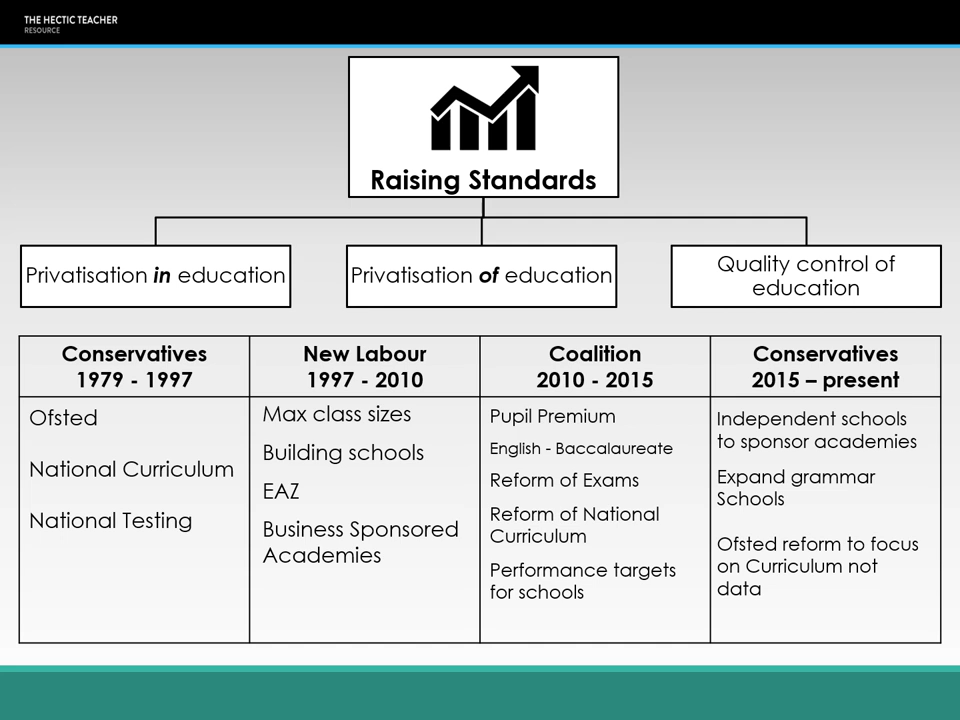 THE HECTIC TEACHER
RESOURCE
Raising Standards
Privatisation in education
Privatisation of education
Quality control of
education
Conservatives
1979 - 1997
New Labour
1997 - 2010
Coalition
2010 - 2015
Conservatives
2015 – present
Ofsted
National Curriculum
National Testing
Max class sizes
Building schools
EAZ
Business Sponsored
Academies
Pupil Premium
English - Baccalaureate
Reform of Exams
Reform of National
Curriculum
Performance targets
for schools
Independent schools
to sponsor academies
Expand grammar
Schools
Ofsted reform to focus
on Curriculum not
data